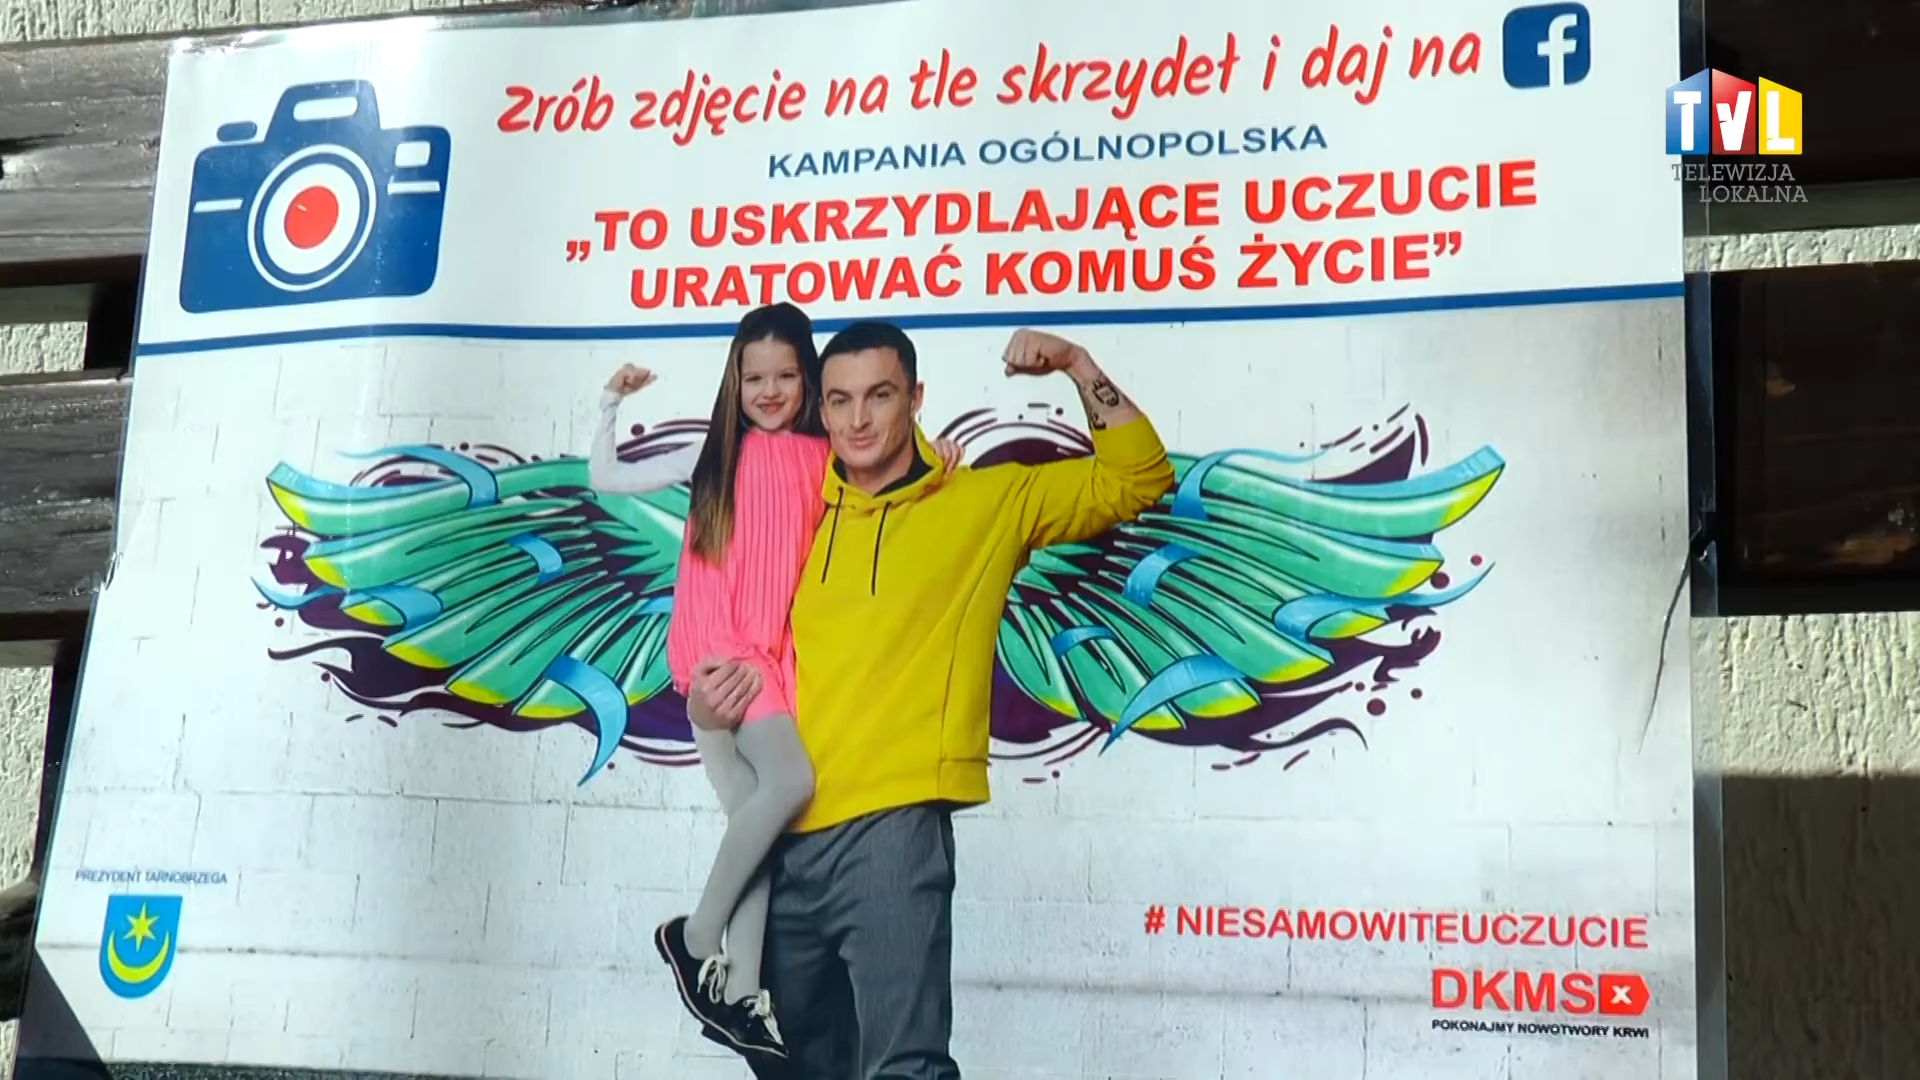 Zrób zdjęcie na tle skrzydeł i daj na f
KAMPANIA OGÓLNOPOLSKA
„TO USKRZYDLAJĄCE UCZUCIE
URATOWAĆ KOMUŚ ŻYCIE”
TVL
TELEWIZJA
LOKALNA
PREZYDENT TARNOBRZEGA
# NIESAMOWITEUCZUCIE
DKMS x
POKONAJMY NOWOTWORY KRWI